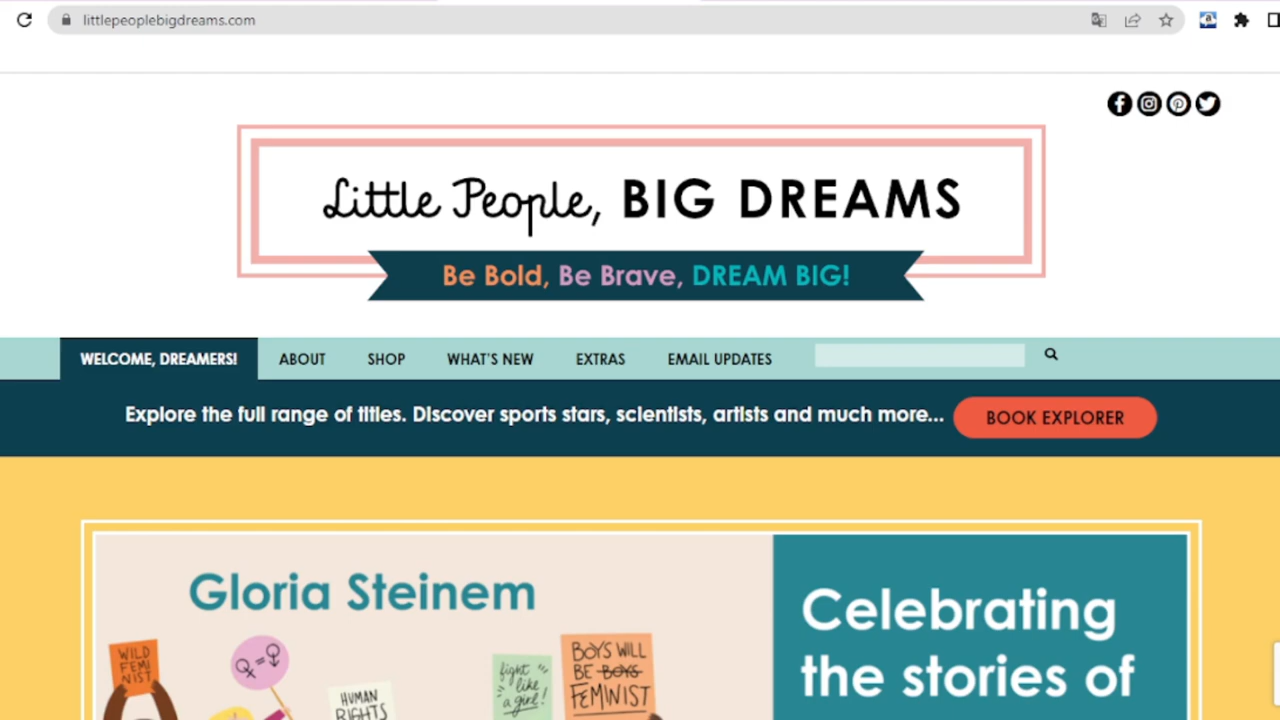 littlepeoplebigdreams.com
Little People, BIG DREAMS
Be Bold, Be Brave, DREAM BIG!
WELCOME, DREAMERS! ABOUT SHOP WHAT'S NEW EXTRAS EMAIL UPDATES
Explore the full range of titles. Discover sports stars, scientists, artists and much more... BOOK EXPLORER
Gloria Steinem
WILD
FEMI
NIST
HUMAN
RIGHTS
fight
like
a girl!
BOYS WILL
BE BOYS
FEMINIST
Celebrating
the stories of